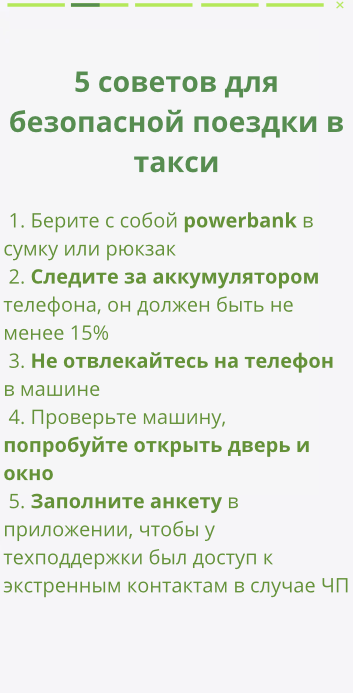 5 советов для
безопасной поездки в
такси
1. Берите с собой powerbank в
сумку или рюкзак
2. Следите за аккумулятором
телефона, он должен быть не
менее 15%
3. Не отвлекайтесь на телефон
в машине
4. Проверьте машину,
попробуйте открыть дверь и
окно
5. Заполните анкету в
приложении, чтобы у
техподдержки был доступ к
экстренным контактам в случае ЧП